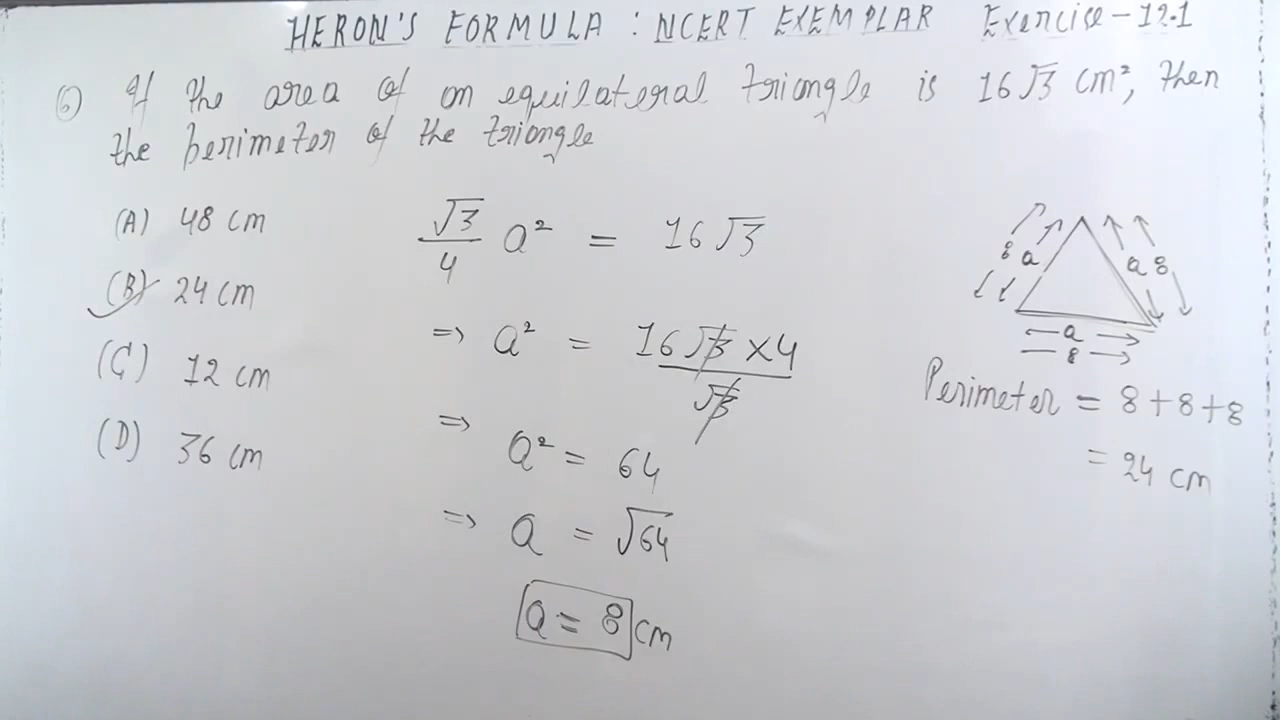 HERON'S FORMULA : NCERT EXEMPLAR Exercise-12.1
6) If the area of an equilateral triangle is 16√3 cm², then
the perimeter of the triangle
(A) 48 cm
(B) 24 cm
(C) 12 cm
(D) 36 cm
√3/4 a² = 16√3
=> a² = 16√3 × 4 / √3
=> a² = 64
=> a = √64
a = 8 cm
8 a
a 8
a
8
Perimeter = 8+8+8
= 24 cm